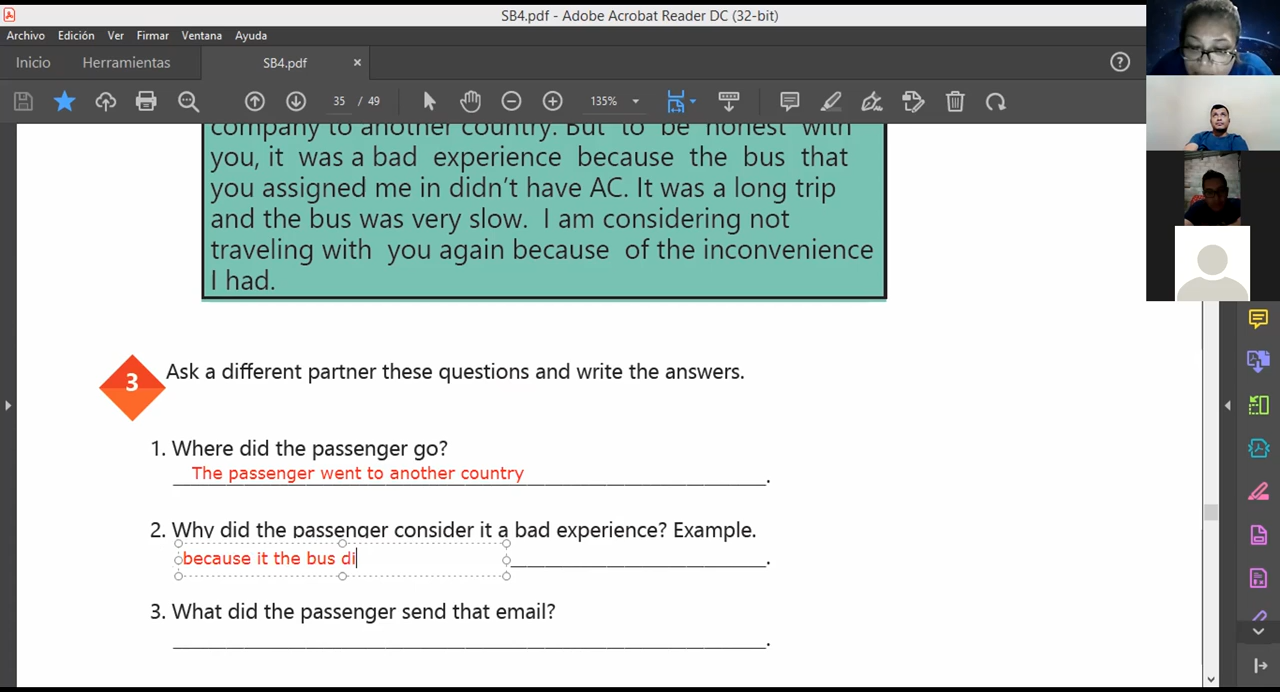 SB4.pdf - Adobe Acrobat Reader DC (32-bit)
Archivo Edición Ver Firmar Ventana Ayuda
Inicio Herramientas SB4.pdf ×
35 / 49 135%
company to another country. But to be honest with
you, it was a bad experience because the bus that
you assigned me in didn't have AC. It was a long trip
and the bus was very slow. I am considering not
traveling with you again because of the inconvenience
I had.
3 Ask a different partner these questions and write the answers.
1. Where did the passenger go?
The passenger went to another country.
2. Why did the passenger consider it a bad experience? Example.
because it the bus di.
3. What did the passenger send that email?